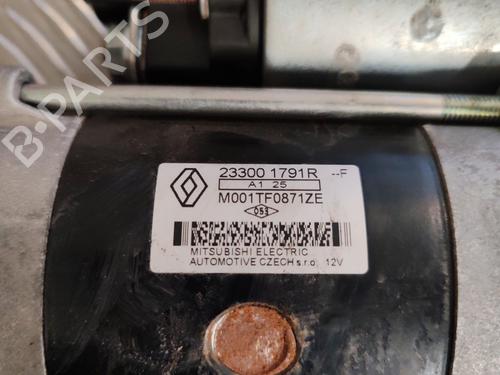 B-PARTS
23300 1791R --F
A1 25
M001TF0871ZE
MITSUBISHI ELECTRIC
AUTOMOTIVE CZECH s.r.o. 12V